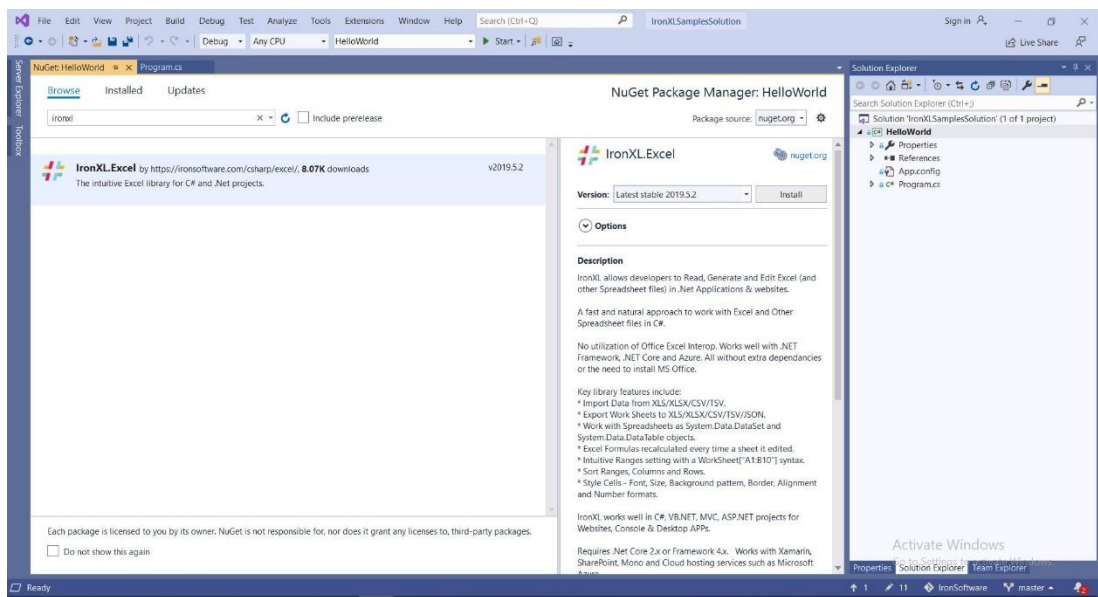 File Edit View Project Build Debug Test Analyze Tools Extensions Window Help Search (Ctrl+Q) IronXLSamplesSolution Sign in
Debug Any CPU HelloWorld Start Live Share
Server Explorer
Toolbox
NuGet: HelloWorld Program.cs
Browse Installed Updates
NuGet Package Manager: HelloWorld
ironxl Include prerelease
Package source: nuget.org
IronXL.Excel by https://ironsoftware.com/csharp/excel/, 8.07K downloads v2019.5.2
The intuitive Excel library for C# and .Net projects.
IronXL.Excel nuget.org
Version: Latest stable 2019.5.2 Install
Options
Description
IronXL allows developers to Read, Generate and Edit Excel (and
other Spreadsheet files) in .Net Applications & websites.
A fast and natural approach to work with Excel and Other
Spreadsheet files in C#.
No utilization of Office Excel Interop. Works well with .NET
Framework, .NET Core and Azure. All without extra dependancies
or the need to install MS Office.
Key library features include:
* Import Data from XLS/XLSX/CSV/TSV.
* Export Work Sheets to XLS/XLSX/CSV/TSV/JSON.
* Work with Spreadsheets as System.Data.DataSet and
System.Data.DataTable objects.
* Excel Formulas recalculated every time a sheet it edited.
* Intuitive Ranges setting with a WorkSheet["A1:B10"] syntax.
* Sort Ranges, Columns and Rows.
* Style Cells - Font, Size, Background pattern, Border, Alignment
and Number formats.
IronXL works well in C#, VB.NET, MVC, ASP.NET projects for
Websites, Console & Desktop APPs.
Requires .Net Core 2.x or Framework 4.x. Works with Xamarin,
SharePoint, Mono and Cloud hosting services such as Microsoft
Each package is licensed to you by its owner. NuGet is not responsible for, nor does it grant any licenses to, third-party packages.
Do not show this again
Solution Explorer
Search Solution Explorer (Ctrl+;)
Solution 'IronXLSamplesSolution' (1 of 1 project)
HelloWorld
Properties
References
App.config
Program.cs
Activate Windows
Go to Settings to activate Windows.
Properties Solution Explorer Team Explorer
Ready 1 11 IronSoftware master 2